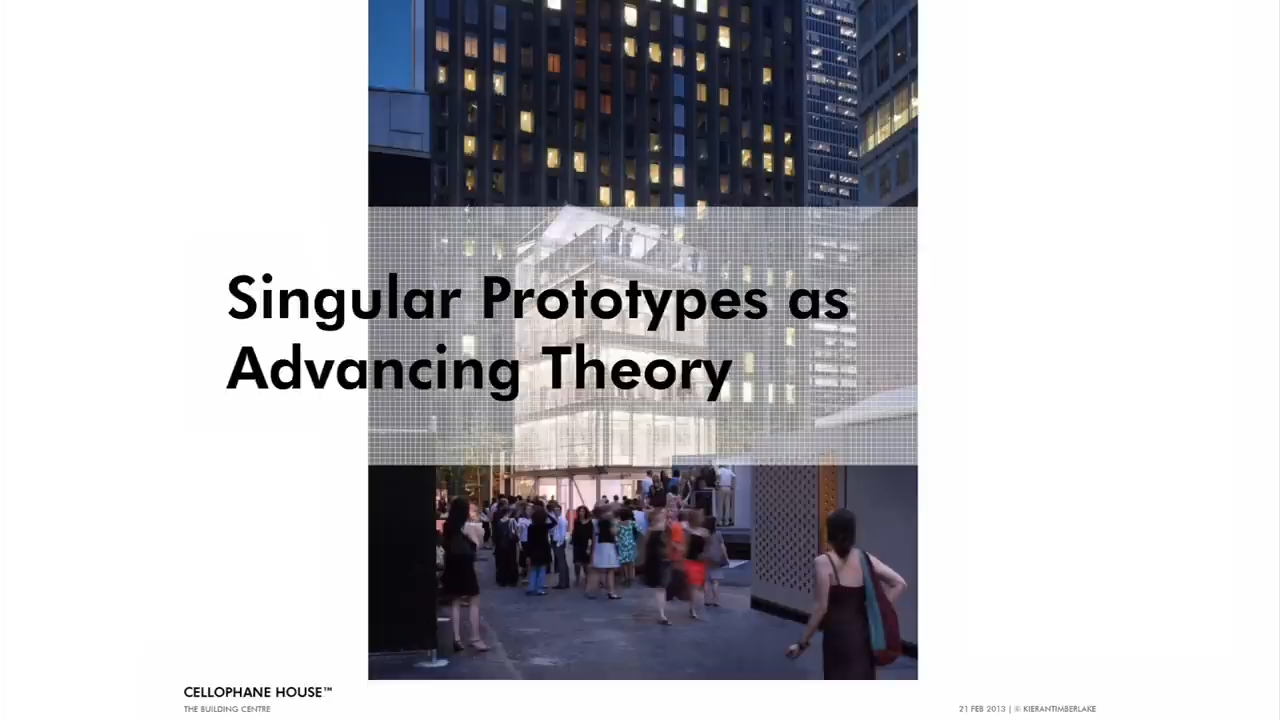 Singular Prototypes as
Advancing Theory
CELLOPHANE HOUSE™
THE BUILDING CENTRE
21 FEB 2013 | © KIERANTIMBERLAKE